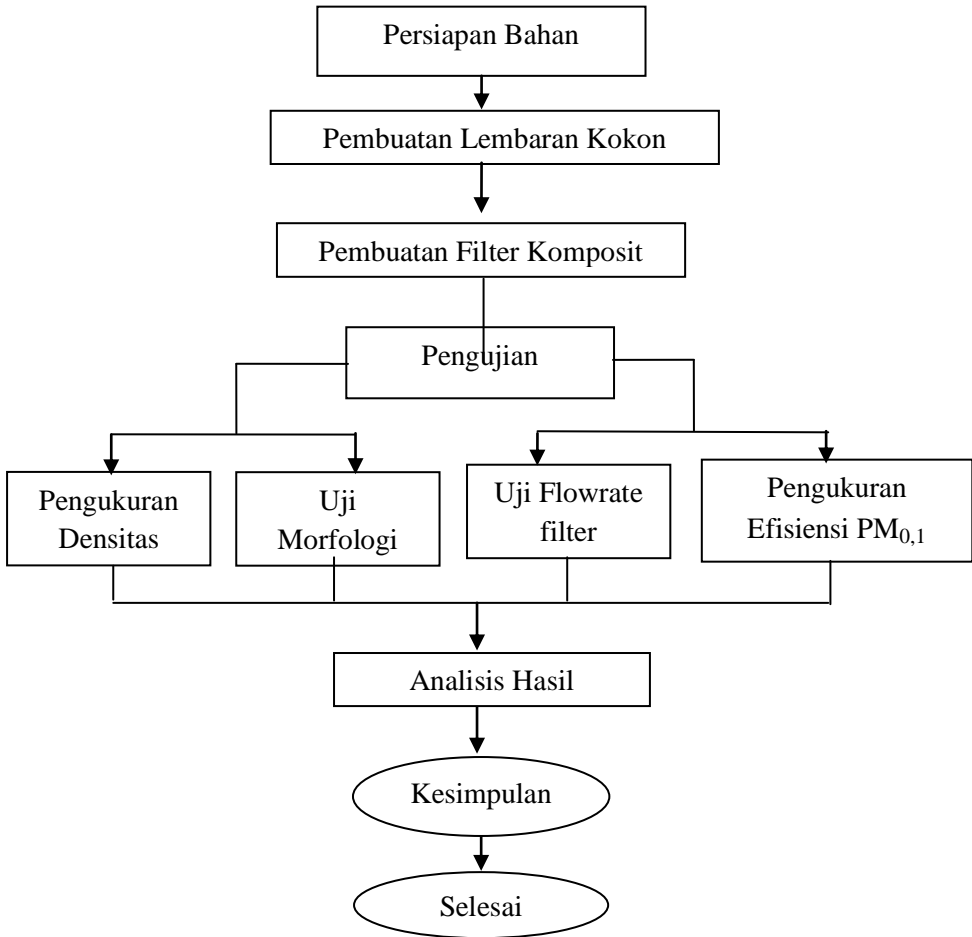 Persiapan Bahan
Pembuatan Lembaran Kokon
Pembuatan Filter Komposit
Pengujian
Pengukuran
Densitas
Uji
Morfologi
Uji Flowrate
filter
Pengukuran
Efisiensi PM₀,₁
Analisis Hasil
Kesimpulan
Selesai